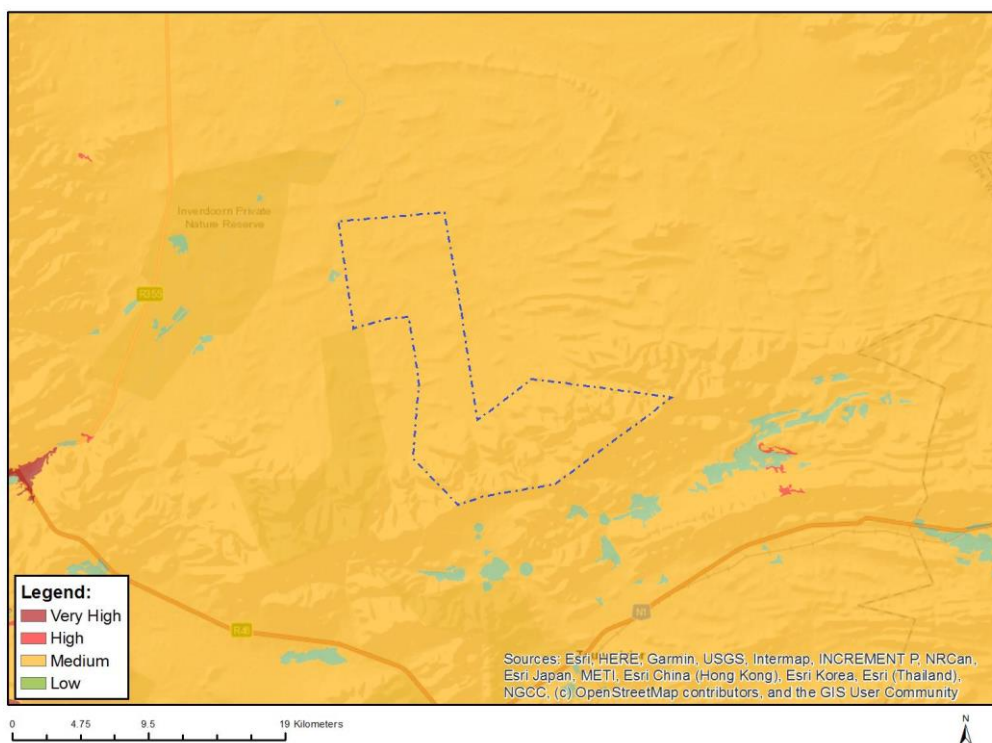 Inverdoorn Private
Nature Reserve
R355
R46
N1
Legend:
Very High
High
Medium
Low
Sources: Esri, HERE, Garmin, USGS, Intermap, INCREMENT P, NRCan,
Esri Japan, METI, Esri China (Hong Kong), Esri Korea, Esri (Thailand),
NGCC, (c) OpenStreetMap contributors, and the GIS User Community
0 4.75 9.5 19 Kilometers
N